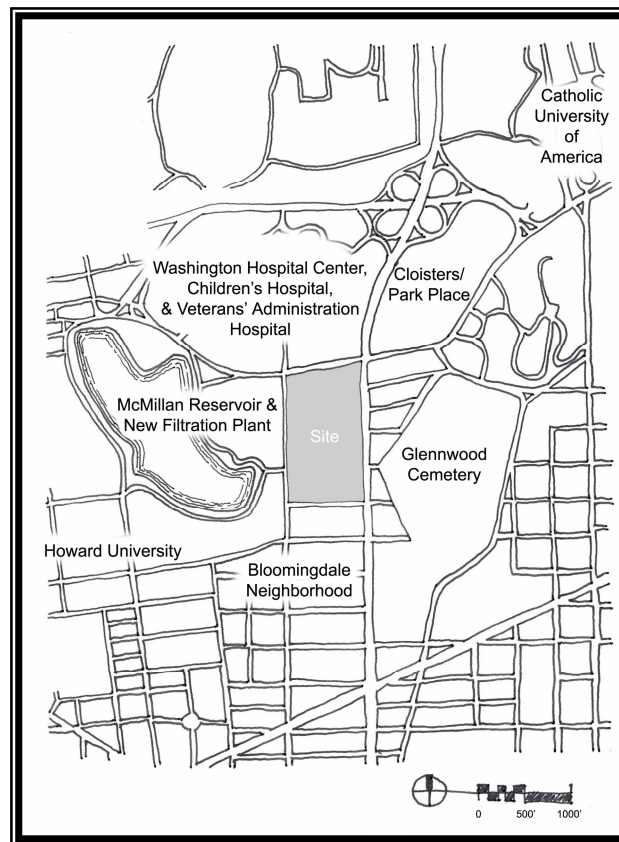 Catholic
University
of
America
Washington Hospital Center,
Children's Hospital,
& Veterans' Administration
Hospital
Cloisters/
Park Place
McMillan Reservoir &
New Filtration Plant
Site
Glennwood
Cemetery
Howard University
Bloomingdale
Neighborhood
0 500' 1000'